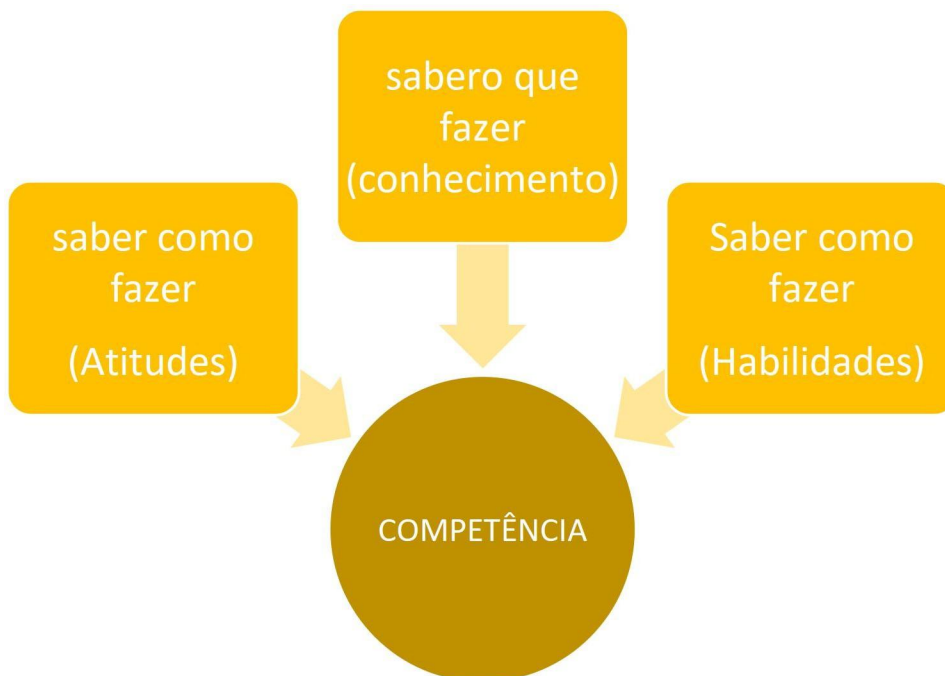 sabero que
fazer
(conhecimento)
saber como
fazer
(Atitudes)
Saber como
fazer
(Habilidades)
COMPETÊNCIA